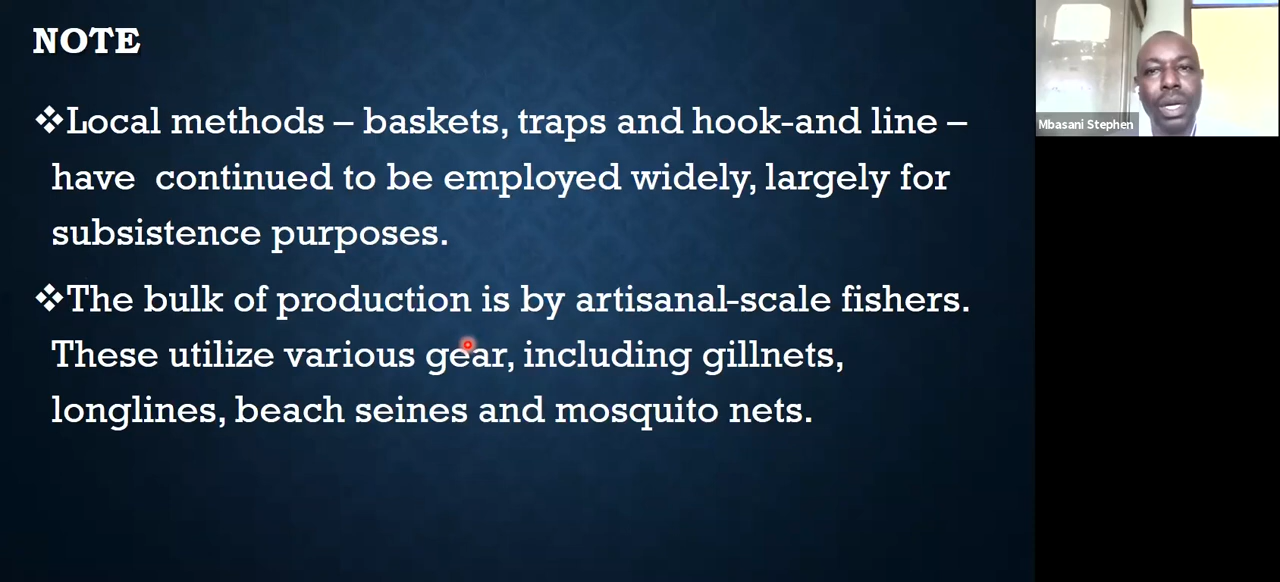 NOTE
❖Local methods – baskets, traps and hook-and line –
have continued to be employed widely, largely for
subsistence purposes.
❖The bulk of production is by artisanal-scale fishers.
These utilize various gear, including gillnets,
longlines, beach seines and mosquito nets.
Mbasani Stephen